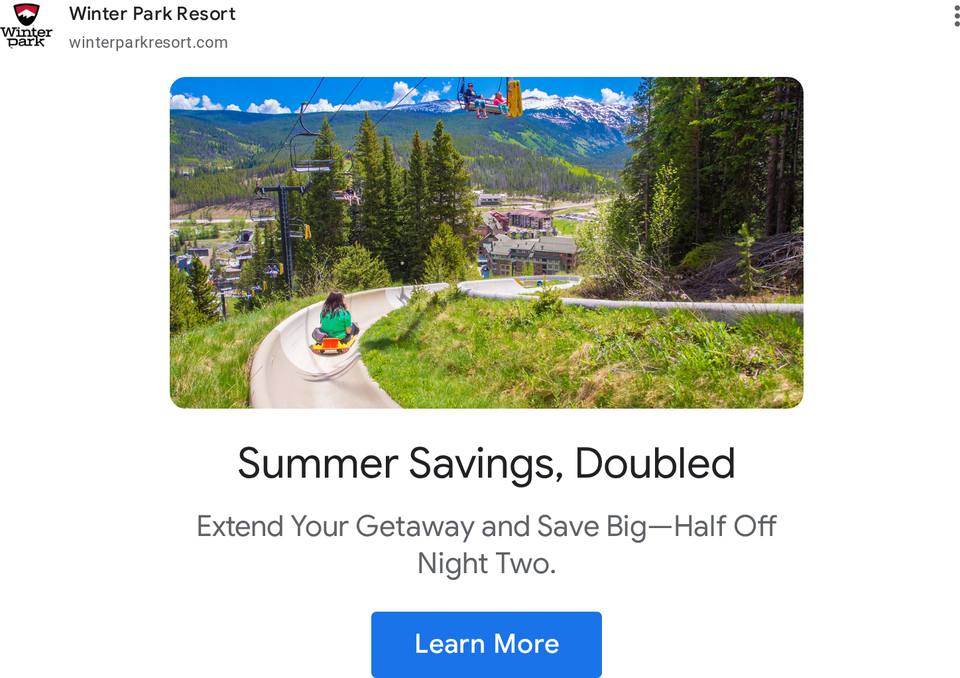 Winter Park Resort
winterparkresort.com
Winter
park
Summer Savings, Doubled
Extend Your Getaway and Save Big—Half Off
Night Two.
Learn More